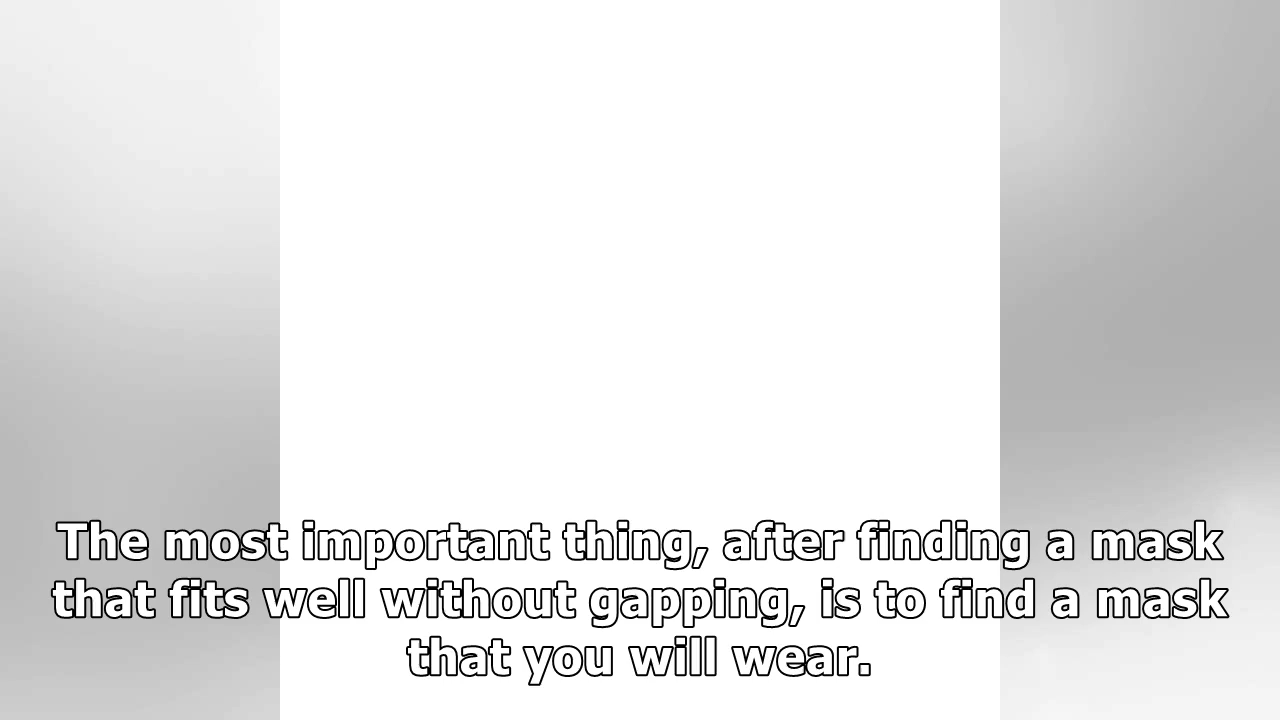 The most important thing, after finding a mask
that fits well without gapping, is to find a mask
that you will wear.